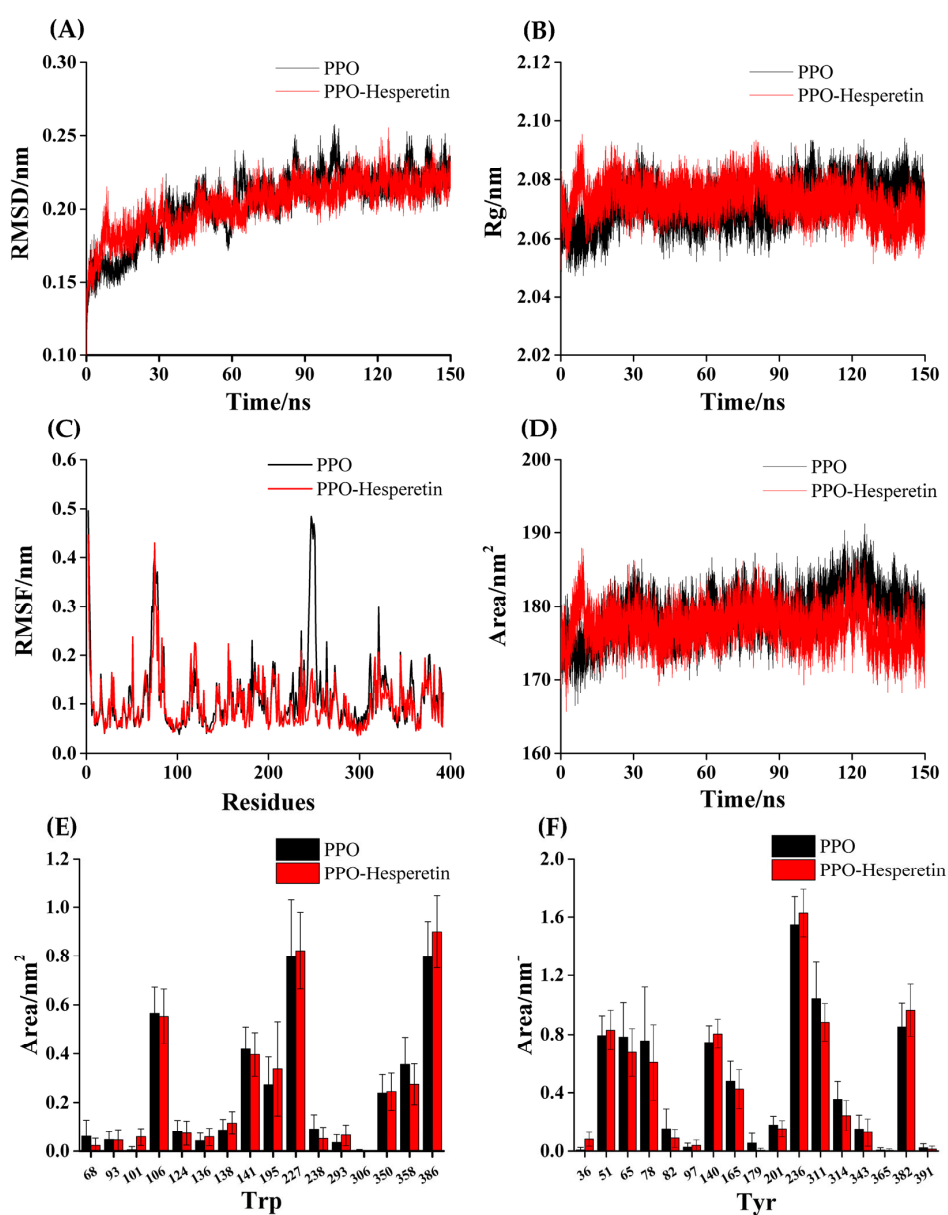 (A)
0.30
0.25
0.20
0.15
0.10
RMSD/nm
PPO
PPO-Hesperetin
0 30 60 90 120 150
Time/ns
(B)
2.12
2.10
2.08
2.06
2.04
2.02
Rg/nm
PPO
PPO-Hesperetin
0 30 60 90 120 150
Time/ns
(C)
0.6
0.5
0.4
0.3
0.2
0.1
0.0
RMSF/nm
PPO
PPO-Hesperetin
0 100 200 300 400
Residues
(D)
200
190
180
170
160
Area/nm²
PPO
PPO-Hesperetin
0 30 60 90 120 150
Time/ns
(E)
1.2
1.0
0.8
0.6
0.4
0.2
0.0
Area/nm²
PPO
PPO-Hesperetin
68 93 101 106 124 136 138 141 195 227 238 293 306 350 358 386
Trp
(F)
2.0
1.6
1.2
0.8
0.4
0.0
Area/nm⁻
PPO
PPO-Hesperetin
36 51 65 78 82 97 140 165 179 201 236 311 314 343 365 382 391
Tyr